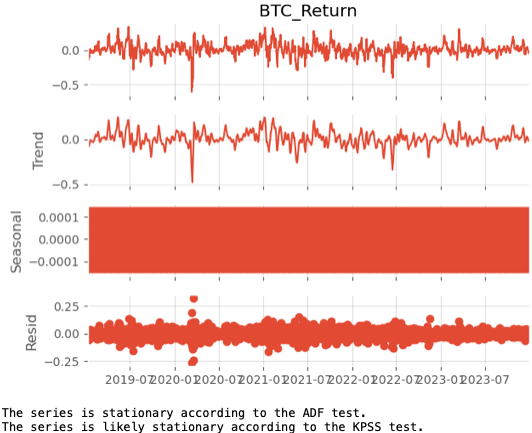 BTC_Return
0.0
−0.5
Trend
0.0
−0.5
Seasonal
0.0001
0.0000
−0.0001
Resid
0.25
0.00
−0.25
2019-07 2020-01 2020-07 2021-01 2021-07 2022-01 2022-07 2023-01 2023-07
The series is stationary according to the ADF test.
The series is likely stationary according to the KPSS test.